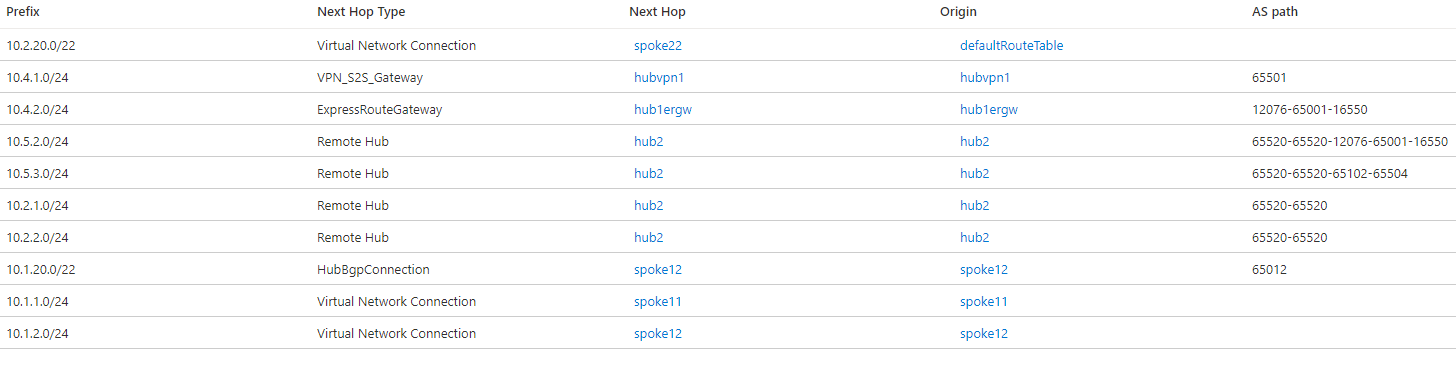 Prefix Next Hop Type Next Hop Origin AS path
10.2.20.0/22 Virtual Network Connection spoke22 defaultRouteTable
10.4.1.0/24 VPN_S2S_Gateway hubvpn1 hubvpn1 65501
10.4.2.0/24 ExpressRouteGateway hub1ergw hub1ergw 12076-65001-16550
10.5.2.0/24 Remote Hub hub2 hub2 65520-65520-12076-65001-16550
10.5.3.0/24 Remote Hub hub2 hub2 65520-65520-65102-65504
10.2.1.0/24 Remote Hub hub2 hub2 65520-65520
10.2.2.0/24 Remote Hub hub2 hub2 65520-65520
10.1.20.0/22 HubBgpConnection spoke12 spoke12 65012
10.1.1.0/24 Virtual Network Connection spoke11 spoke11
10.1.2.0/24 Virtual Network Connection spoke12 spoke12